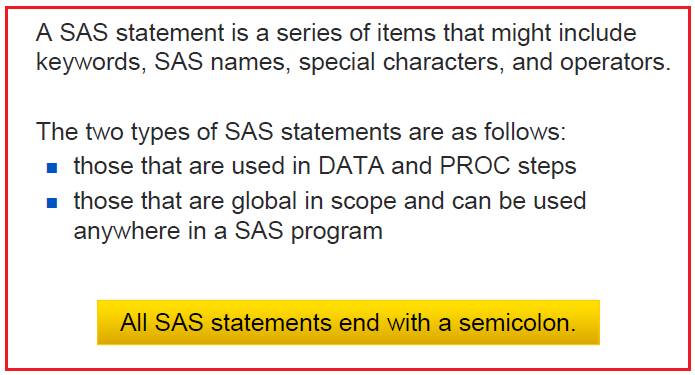 A SAS statement is a series of items that might include
keywords, SAS names, special characters, and operators.
The two types of SAS statements are as follows:
■ those that are used in DATA and PROC steps
■ those that are global in scope and can be used
anywhere in a SAS program
All SAS statements end with a semicolon.